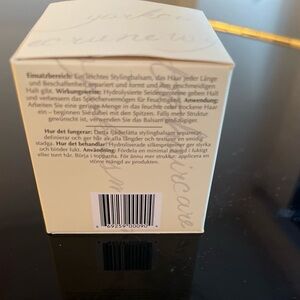 Einsatzbereich: Ein leichtes Stylingbalsam, das Haar jeder Länge
und Beschaffenheit separiert und formt und ihm geschmeidigen
Halt gibt. Wirkungsweise: Hydrolysierte Seidenproteine geben Halt
und verbessern das Speichervermögen für Feuchtigkeit. Anwendung:
Arbeiten Sie eine geringe Menge in das feuchte oder trockene Haar
ein – beginnen Sie dabei mit den Spitzen. Falls mehr Struktur
gewünscht ist, verwenden Sie das Balsam großzügiger.
Hur det fungerar: Detta fjäderlätta stylingbalsam separerar,
definierar och ger hår av alla längder och texturer en smidig
stadga. Hur det behandlar: Hydrolyserade silkesproteiner ger styrka
och binder fukt. Användning: Fördela en minimal mängd i fuktigt
eller torrt hår. Börja i topparna. För ännu mer struktur: applicera en
större mängd av produkten.
69259 00090